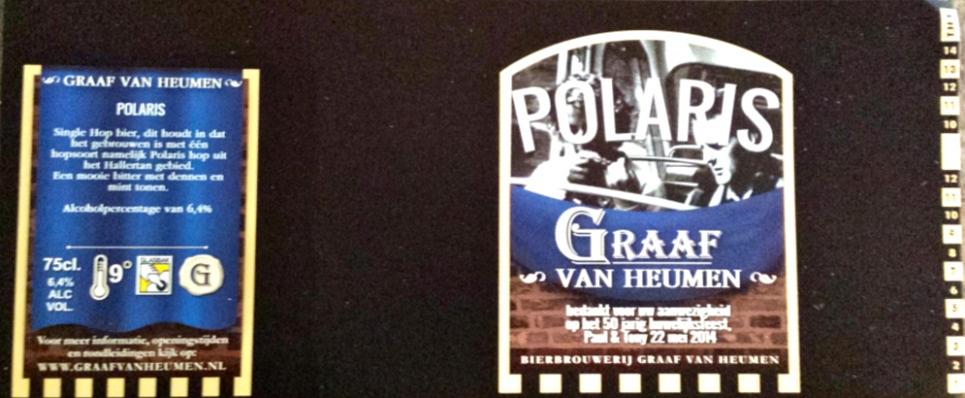 GRAAF VAN HEUMEN
POLARIS
Single Hop bier, dit houdt in dat
het gebrouwen is met één
hopsoort namelijk Polaris hop uit
het Hallertau gebied.
Een mooie bitter met dennen en
mint tonen.
Alcoholpercentage van 6,4%
75cl.
6,4%
ALC
VOL.
9°
GLASBAK
G
Voor meer informatie, openingstijden
en rondleidingen kijk op:
WWW.GRAAFVANHEUMEN.NL
POLARIS
GRAAF
VAN HEUMEN
bedankt voor uw aanwezigheid
op het 50 jarig huwelijksfeest,
Paul & Tony 22 mei 2014
BIERBROUWERIJ GRAAF VAN HEUMEN
14
13
12
11
10
12
11
10
9
8
7
6
5
4
3
2
1